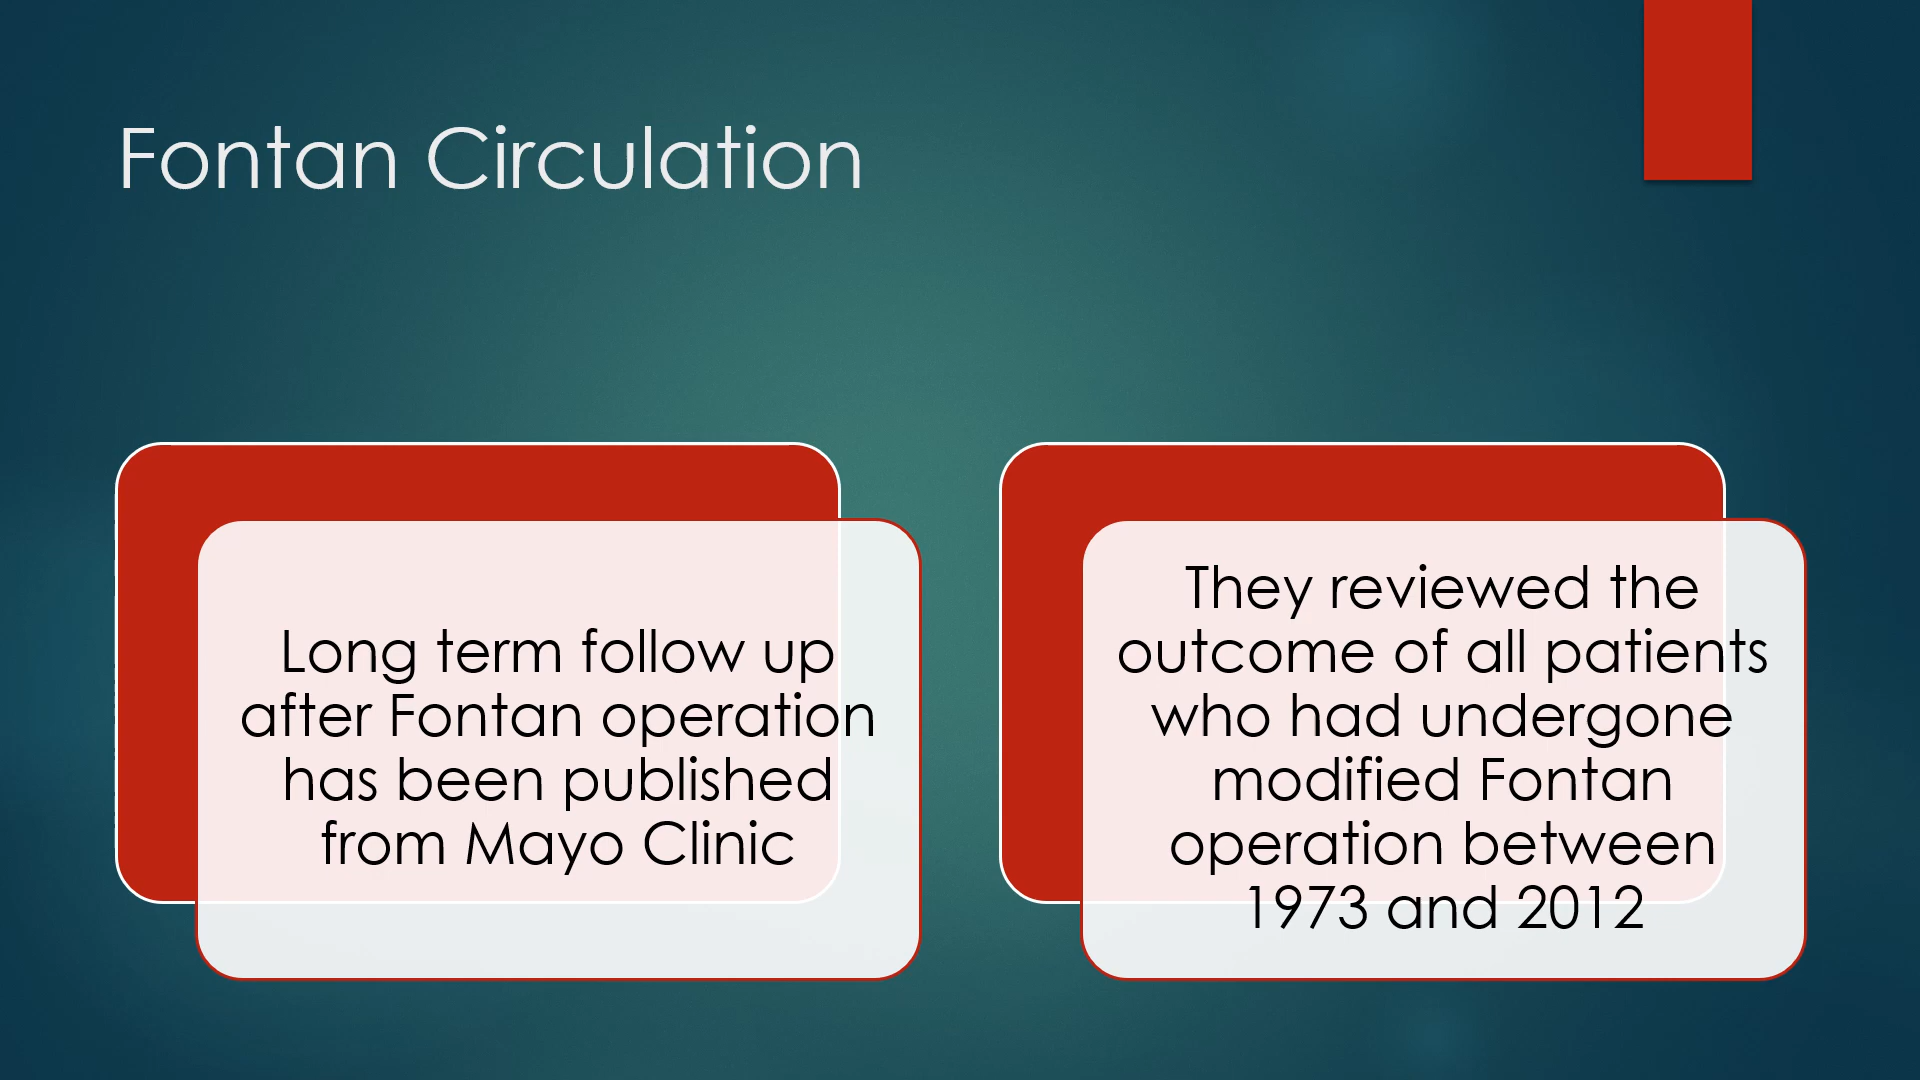 Fontan Circulation
Long term follow up
after Fontan operation
has been published
from Mayo Clinic
They reviewed the
outcome of all patients
who had undergone
modified Fontan
operation between
1973 and 2012